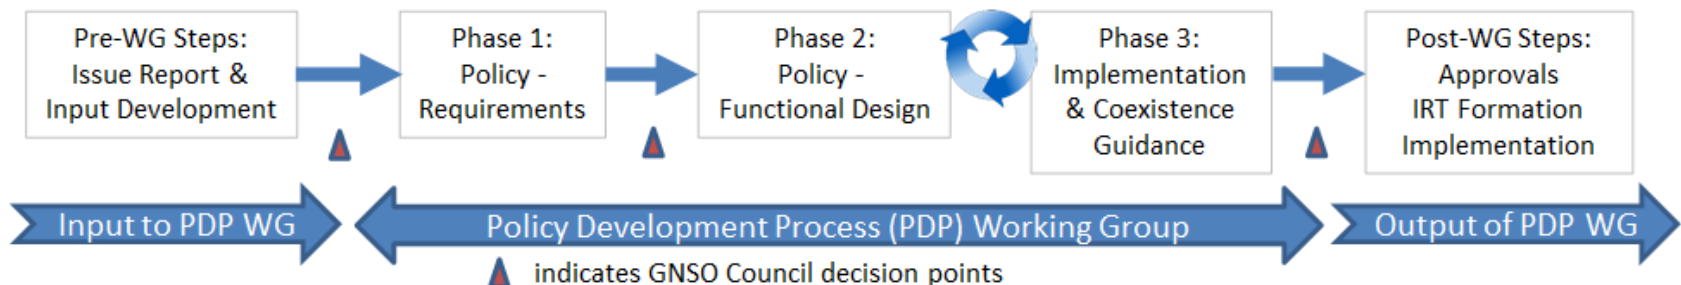 Pre-WG Steps:
Issue Report &
Input Development
Phase 1:
Policy -
Requirements
Phase 2:
Policy -
Functional Design
Phase 3:
Implementation
& Coexistence
Guidance
Post-WG Steps:
Approvals
IRT Formation
Implementation
Input to PDP WG
Policy Development Process (PDP) Working Group
Output of PDP WG
indicates GNSO Council decision points